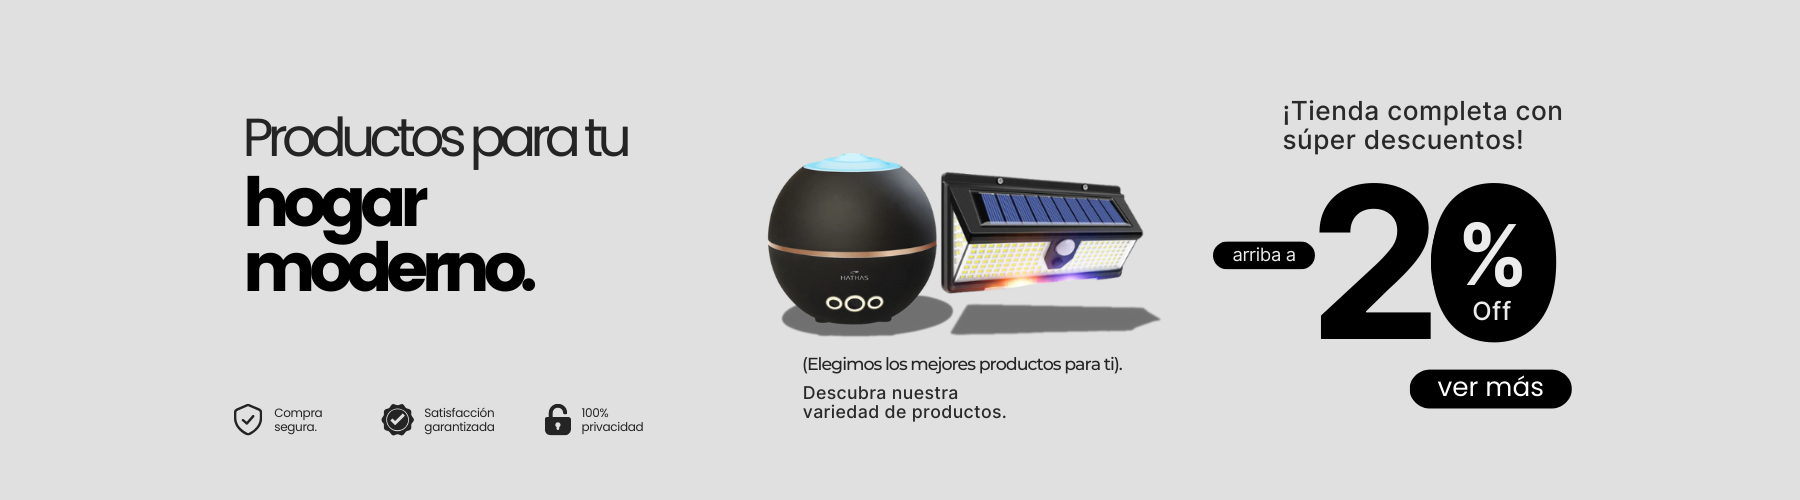 Productos para tu
hogar
moderno.
Compra
segura.
Satisfacción
garantizada
100%
privacidad
HATHAS
(Elegimos los mejores productos para ti).
Descubra nuestra
variedad de productos.
¡Tienda completa con
súper descuentos!
arriba a
20
%
Off
ver más